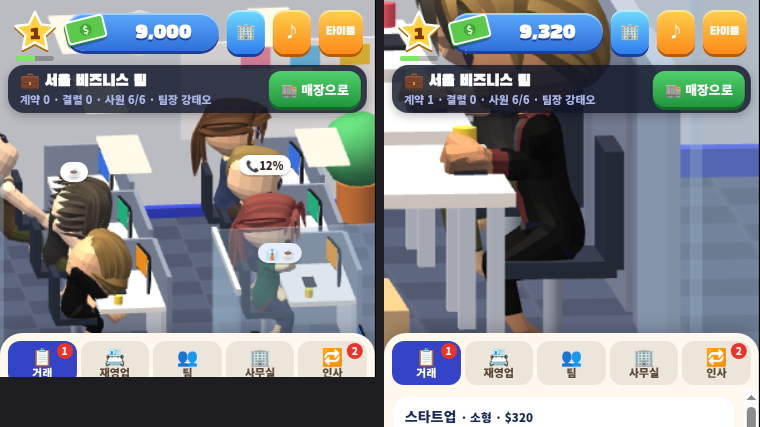 1
9,000
타이틀
서울 비즈니스 팀
계약 0 · 결렬 0 · 사원 6/6 · 팀장 강태오
매장으로
12%
거래
1
재영업
팀
사무실
인사
2
1
9,320
타이틀
서울 비즈니스 팀
계약 1 · 결렬 0 · 사원 6/6 · 팀장 강태오
매장으로
거래
1
재영업
팀
사무실
인사
2
스타트업 · 소형 · $320